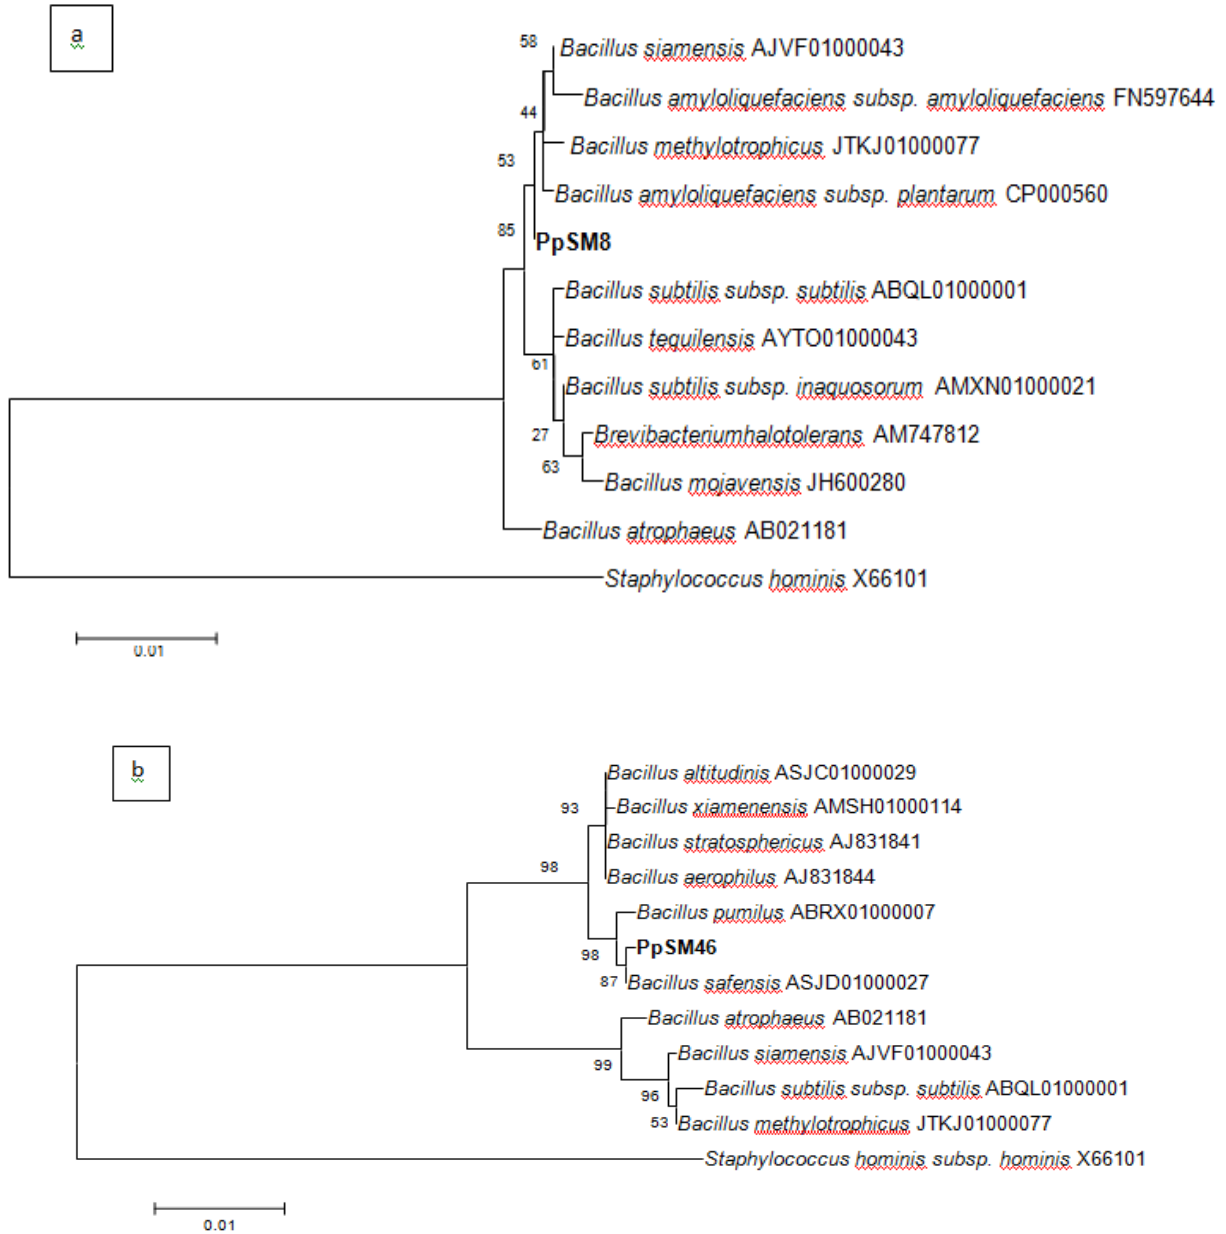 a
58
Bacillus siamensis AJVF01000043
Bacillus amyloliquefaciens subsp. amyloliquefaciens FN597644
44
Bacillus methylotrophicus JTKJ01000077
53
Bacillus amyloliquefaciens subsp. plantarum CP000560
85
PpSM8
Bacillus subtilis subsp. subtilis ABQL01000001
Bacillus tequilensis AYTO01000043
61
Bacillus subtilis subsp. inaquosorum AMXN01000021
27
Brevibacteriumhalotolerans AM747812
63
Bacillus mojavensis JH600280
Bacillus atrophaeus AB021181
Staphylococcus hominis X66101
0.01
b
Bacillus altitudinis ASJC01000029
93
Bacillus xiamenensis AMSH01000114
Bacillus stratosphericus AJ831841
98
Bacillus aerophilus AJ831844
Bacillus pumilus ABRX01000007
98
PpSM46
87
Bacillus safensis ASJD01000027
Bacillus atrophaeus AB021181
99
Bacillus siamensis AJVF01000043
96
Bacillus subtilis subsp. subtilis ABQL01000001
53
Bacillus methylotrophicus JTKJ01000077
Staphylococcus hominis subsp. hominis X66101
0.01